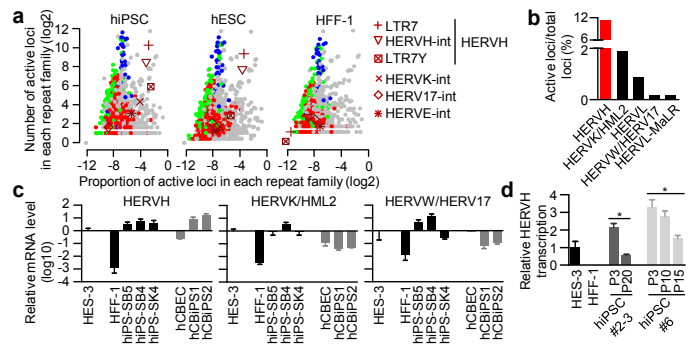 a
hiPSC
hESC
HFF-1
Number of active loci
in each repeat family (log2)
12
10
8
6
4
2
0
-12 -8 -4 0
-12 -8 -4 0
-12 -8 -4 0
Proportion of active loci in each repeat family (log2)
LTR7
HERVH-int
LTR7Y
HERVH
HERVK-int
HERV17-int
HERVE-int
b
Active loci/total
loci (%)
12
7
2
0
HERVH
HERVK/HML2
HERVL
HERVW/HERV17
HERVL-MaLR
c
HERVH
HERVK/HML2
HERVW/HERV17
Relative mRNA level
(log10)
2
1
0
-1
-2
-3
-4
HES-3
HFF-1
hiPS-SB5
hiPS-SB4
hiPS-SK4
hCBEC
hCBiPS1
hCBiPS2
HES-3
HFF-1
hiPS-SB5
hiPS-SB4
hiPS-SK4
hCBEC
hCBiPS1
hCBiPS2
HES-3
HFF-1
hiPS-SB5
hiPS-SB4
hiPS-SK4
hCBEC
hCBiPS1
hCBiPS2
d
Relative HERVH
transcription
4
3
2
1
0
*
*
HES-3
HFF-1
P3
P20
P3
P10
P15
hiPSC
#2-3
hiPSC
#6